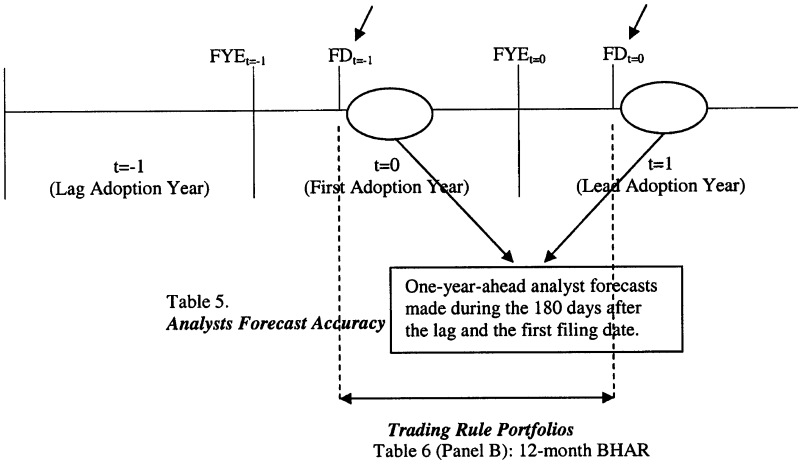 FYEt=-1
FDt=-1
FYEt=0
FDt=0
t=-1
(Lag Adoption Year)
t=0
(First Adoption Year)
t=1
(Lead Adoption Year)
One-year-ahead analyst forecasts
made during the 180 days after
the lag and the first filing date.
Table 5.
Analysts Forecast Accuracy
Trading Rule Portfolios
Table 6 (Panel B): 12-month BHAR